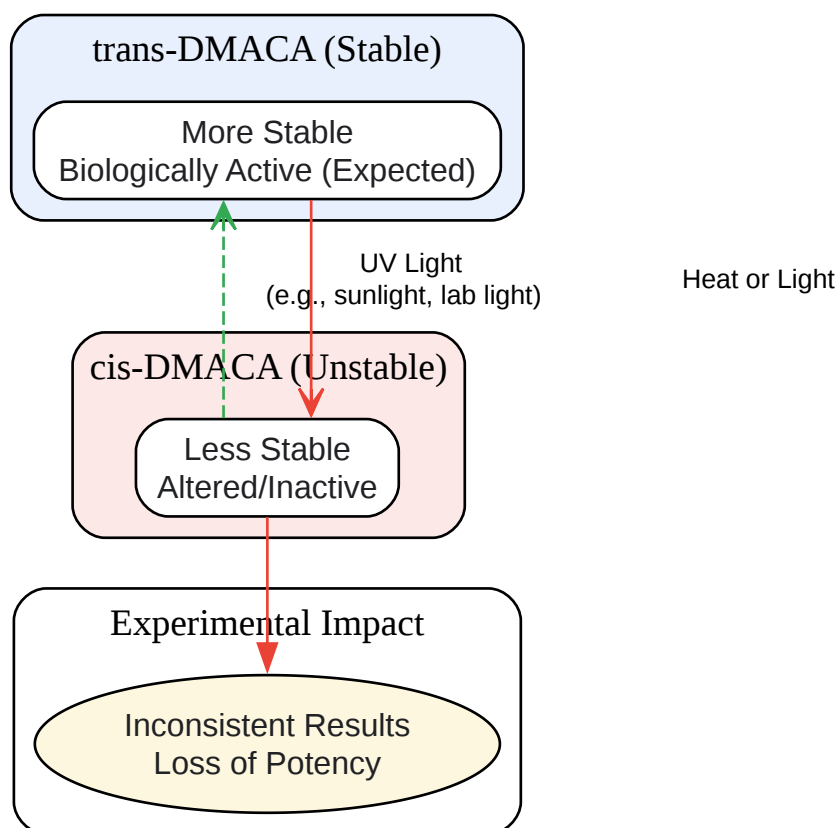 trans-DMACA (Stable)
More Stable
Biologically Active (Expected)
UV Light
(e.g., sunlight, lab light)
Heat or Light
cis-DMACA (Unstable)
Less Stable
Altered/Inactive
Experimental Impact
Inconsistent Results
Loss of Potency